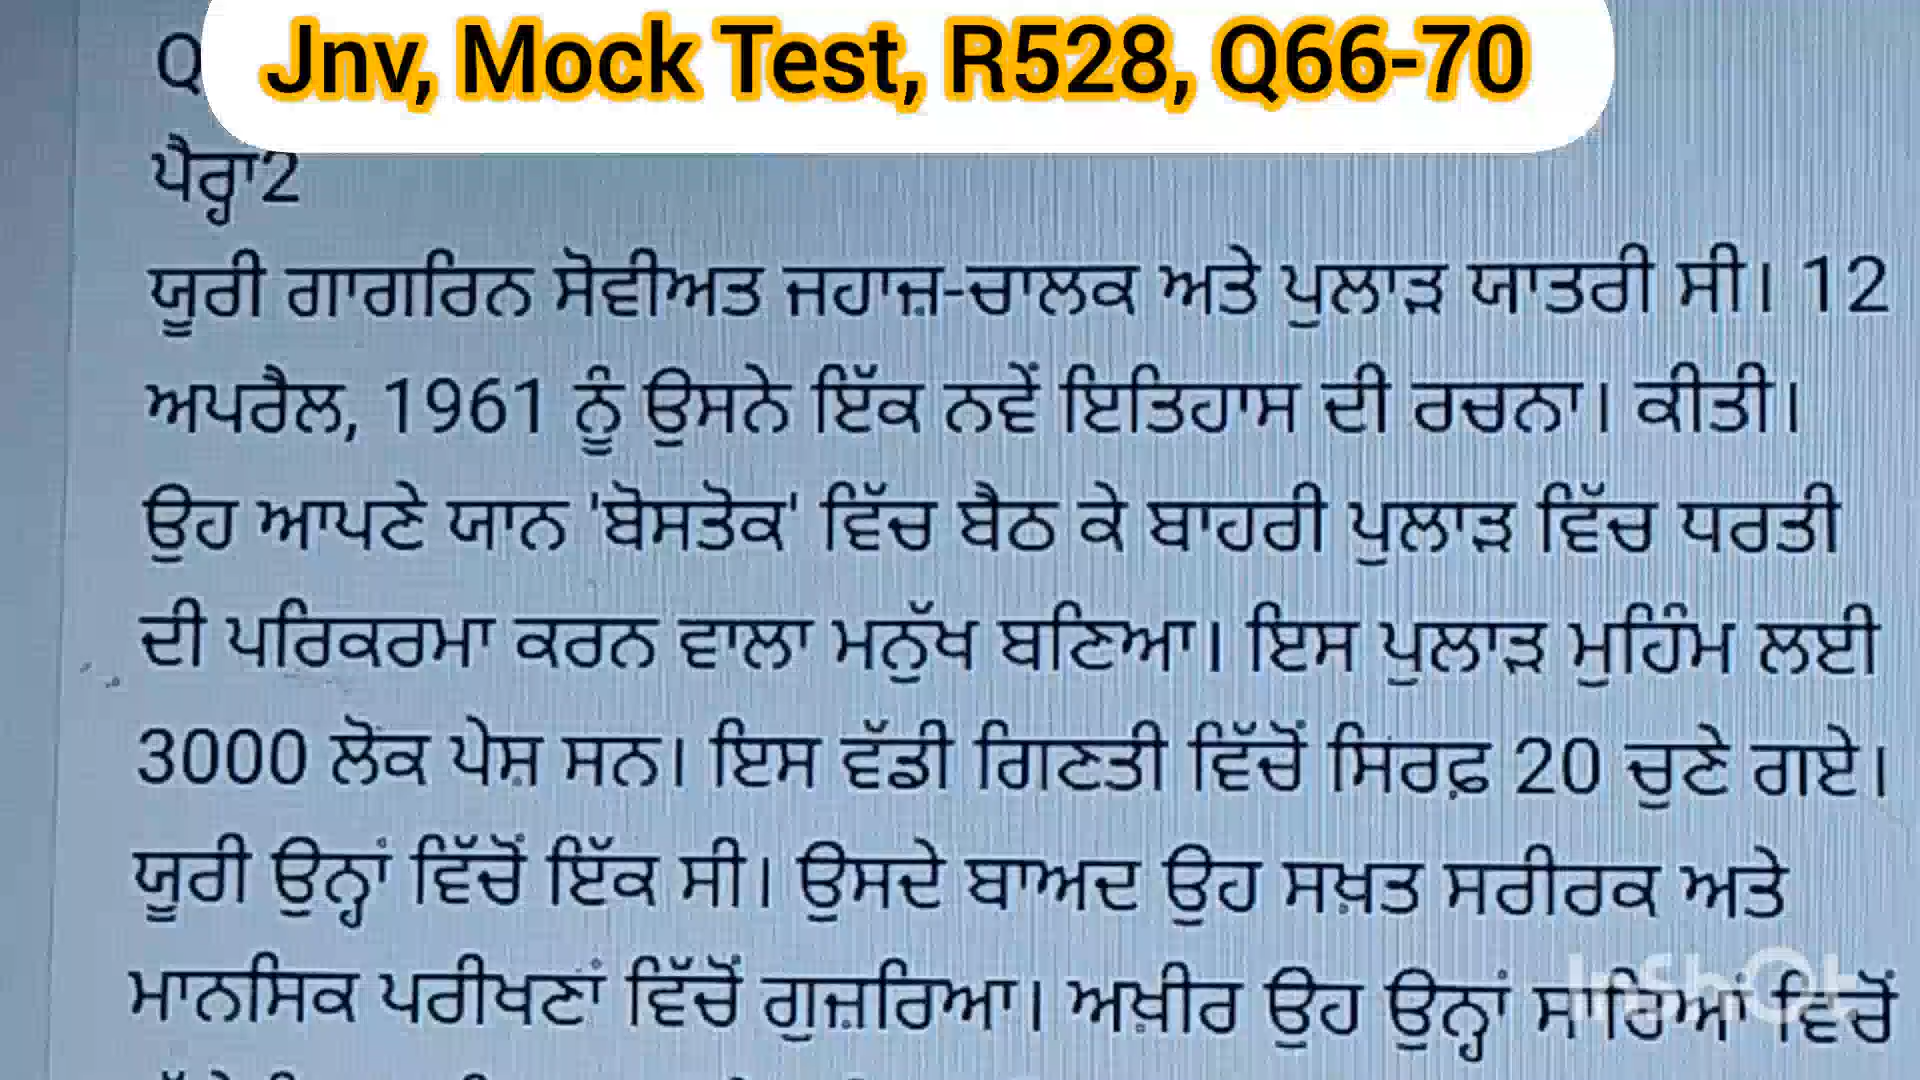 Jnv, Mock Test, R528, Q66-70
Q
ਪੈਰ੍ਹਾ2
ਯੂਰੀ ਗਾਗਰਿਨ ਸੋਵੀਅਤ ਜਹਾਜ਼-ਚਾਲਕ ਅਤੇ ਪੁਲਾੜ ਯਾਤਰੀ ਸੀ। 12
ਅਪਰੈਲ, 1961 ਨੂੰ ਉਸਨੇ ਇੱਕ ਨਵੇਂ ਇਤਿਹਾਸ ਦੀ ਰਚਨਾ। ਕੀਤੀ।
ਉਹ ਆਪਣੇ ਯਾਨ 'ਬੋਸਤੋਕ' ਵਿੱਚ ਬੈਠ ਕੇ ਬਾਹਰੀ ਪੁਲਾੜ ਵਿੱਚ ਧਰਤੀ
ਦੀ ਪਰਿਕਰਮਾ ਕਰਨ ਵਾਲਾ ਮਨੁੱਖ ਬਣਿਆ। ਇਸ ਪੁਲਾੜ ਮੁਹਿੰਮ ਲਈ
3000 ਲੋਕ ਪੇਸ਼ ਸਨ। ਇਸ ਵੱਡੀ ਗਿਣਤੀ ਵਿੱਚੋਂ ਸਿਰਫ਼ 20 ਚੁਣੇ ਗਏ।
ਯੂਰੀ ਉਨ੍ਹਾਂ ਵਿੱਚੋਂ ਇੱਕ ਸੀ। ਉਸਦੇ ਬਾਅਦ ਉਹ ਸਖ਼ਤ ਸਰੀਰਕ ਅਤੇ
ਮਾਨਸਿਕ ਪਰੀਖਣਾਂ ਵਿੱਚੋਂ ਗੁਜ਼ਰਿਆ। ਅਖ਼ੀਰ ਉਹ ਉਨ੍ਹਾਂ ਸਾਰਿਆਂ ਵਿਚੋਂ
InShOt